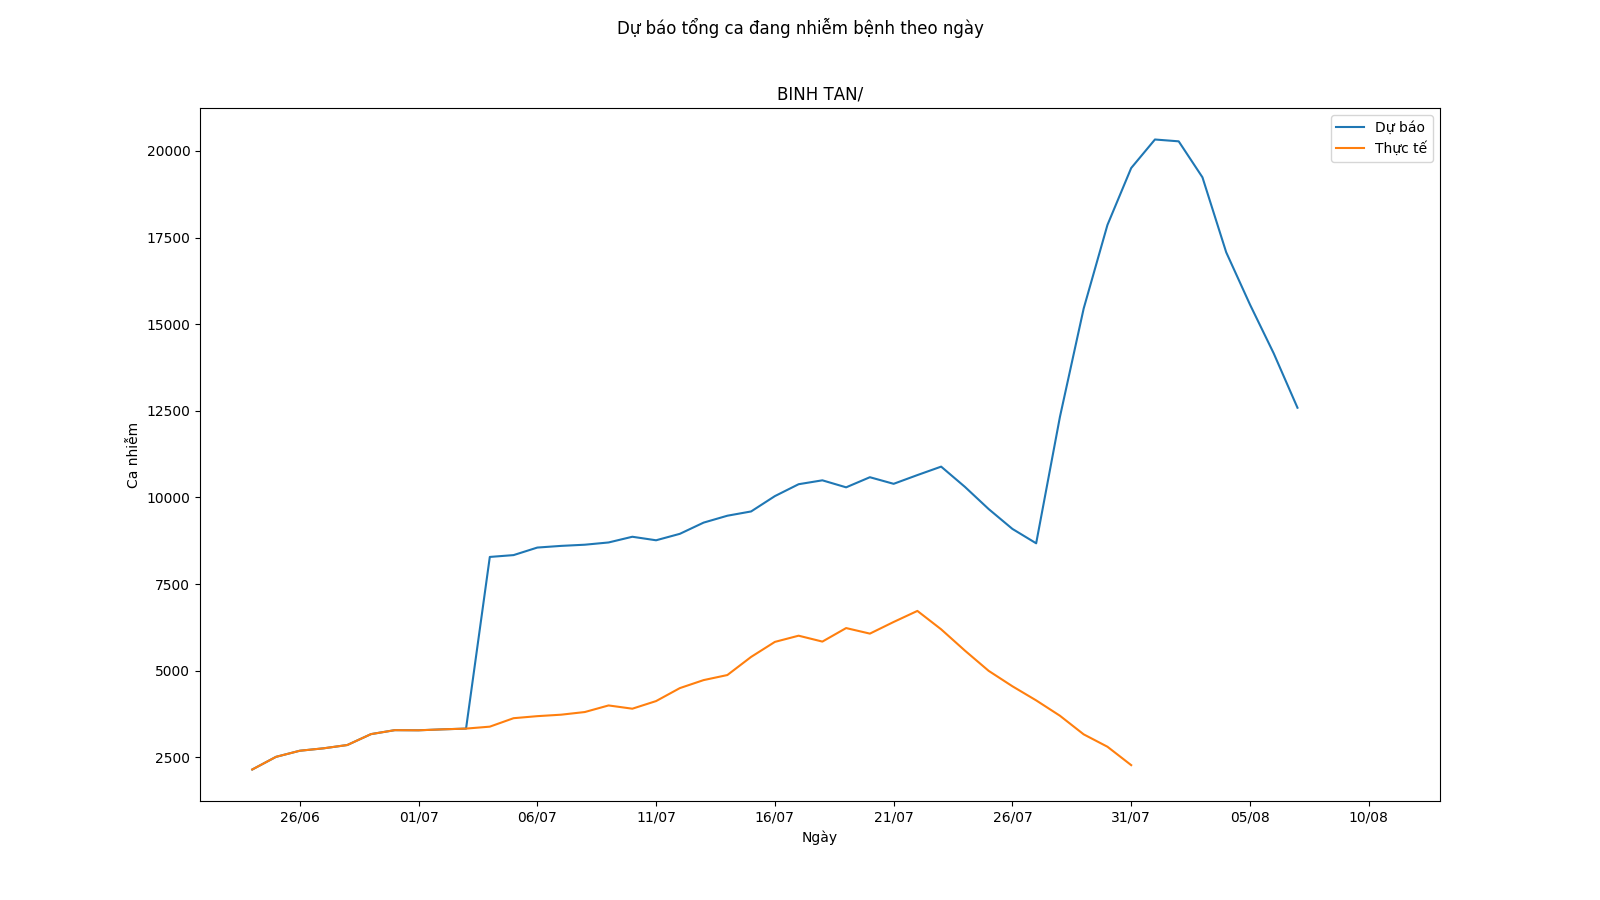 Dự báo tổng ca đang nhiễm bệnh theo ngày
BINH TAN/
Dự báo
Thực tế
20000
17500
15000
12500
10000
7500
5000
2500
Ca nhiễm
26/06 01/07 06/07 11/07 16/07 21/07 26/07 31/07 05/08 10/08
Ngày